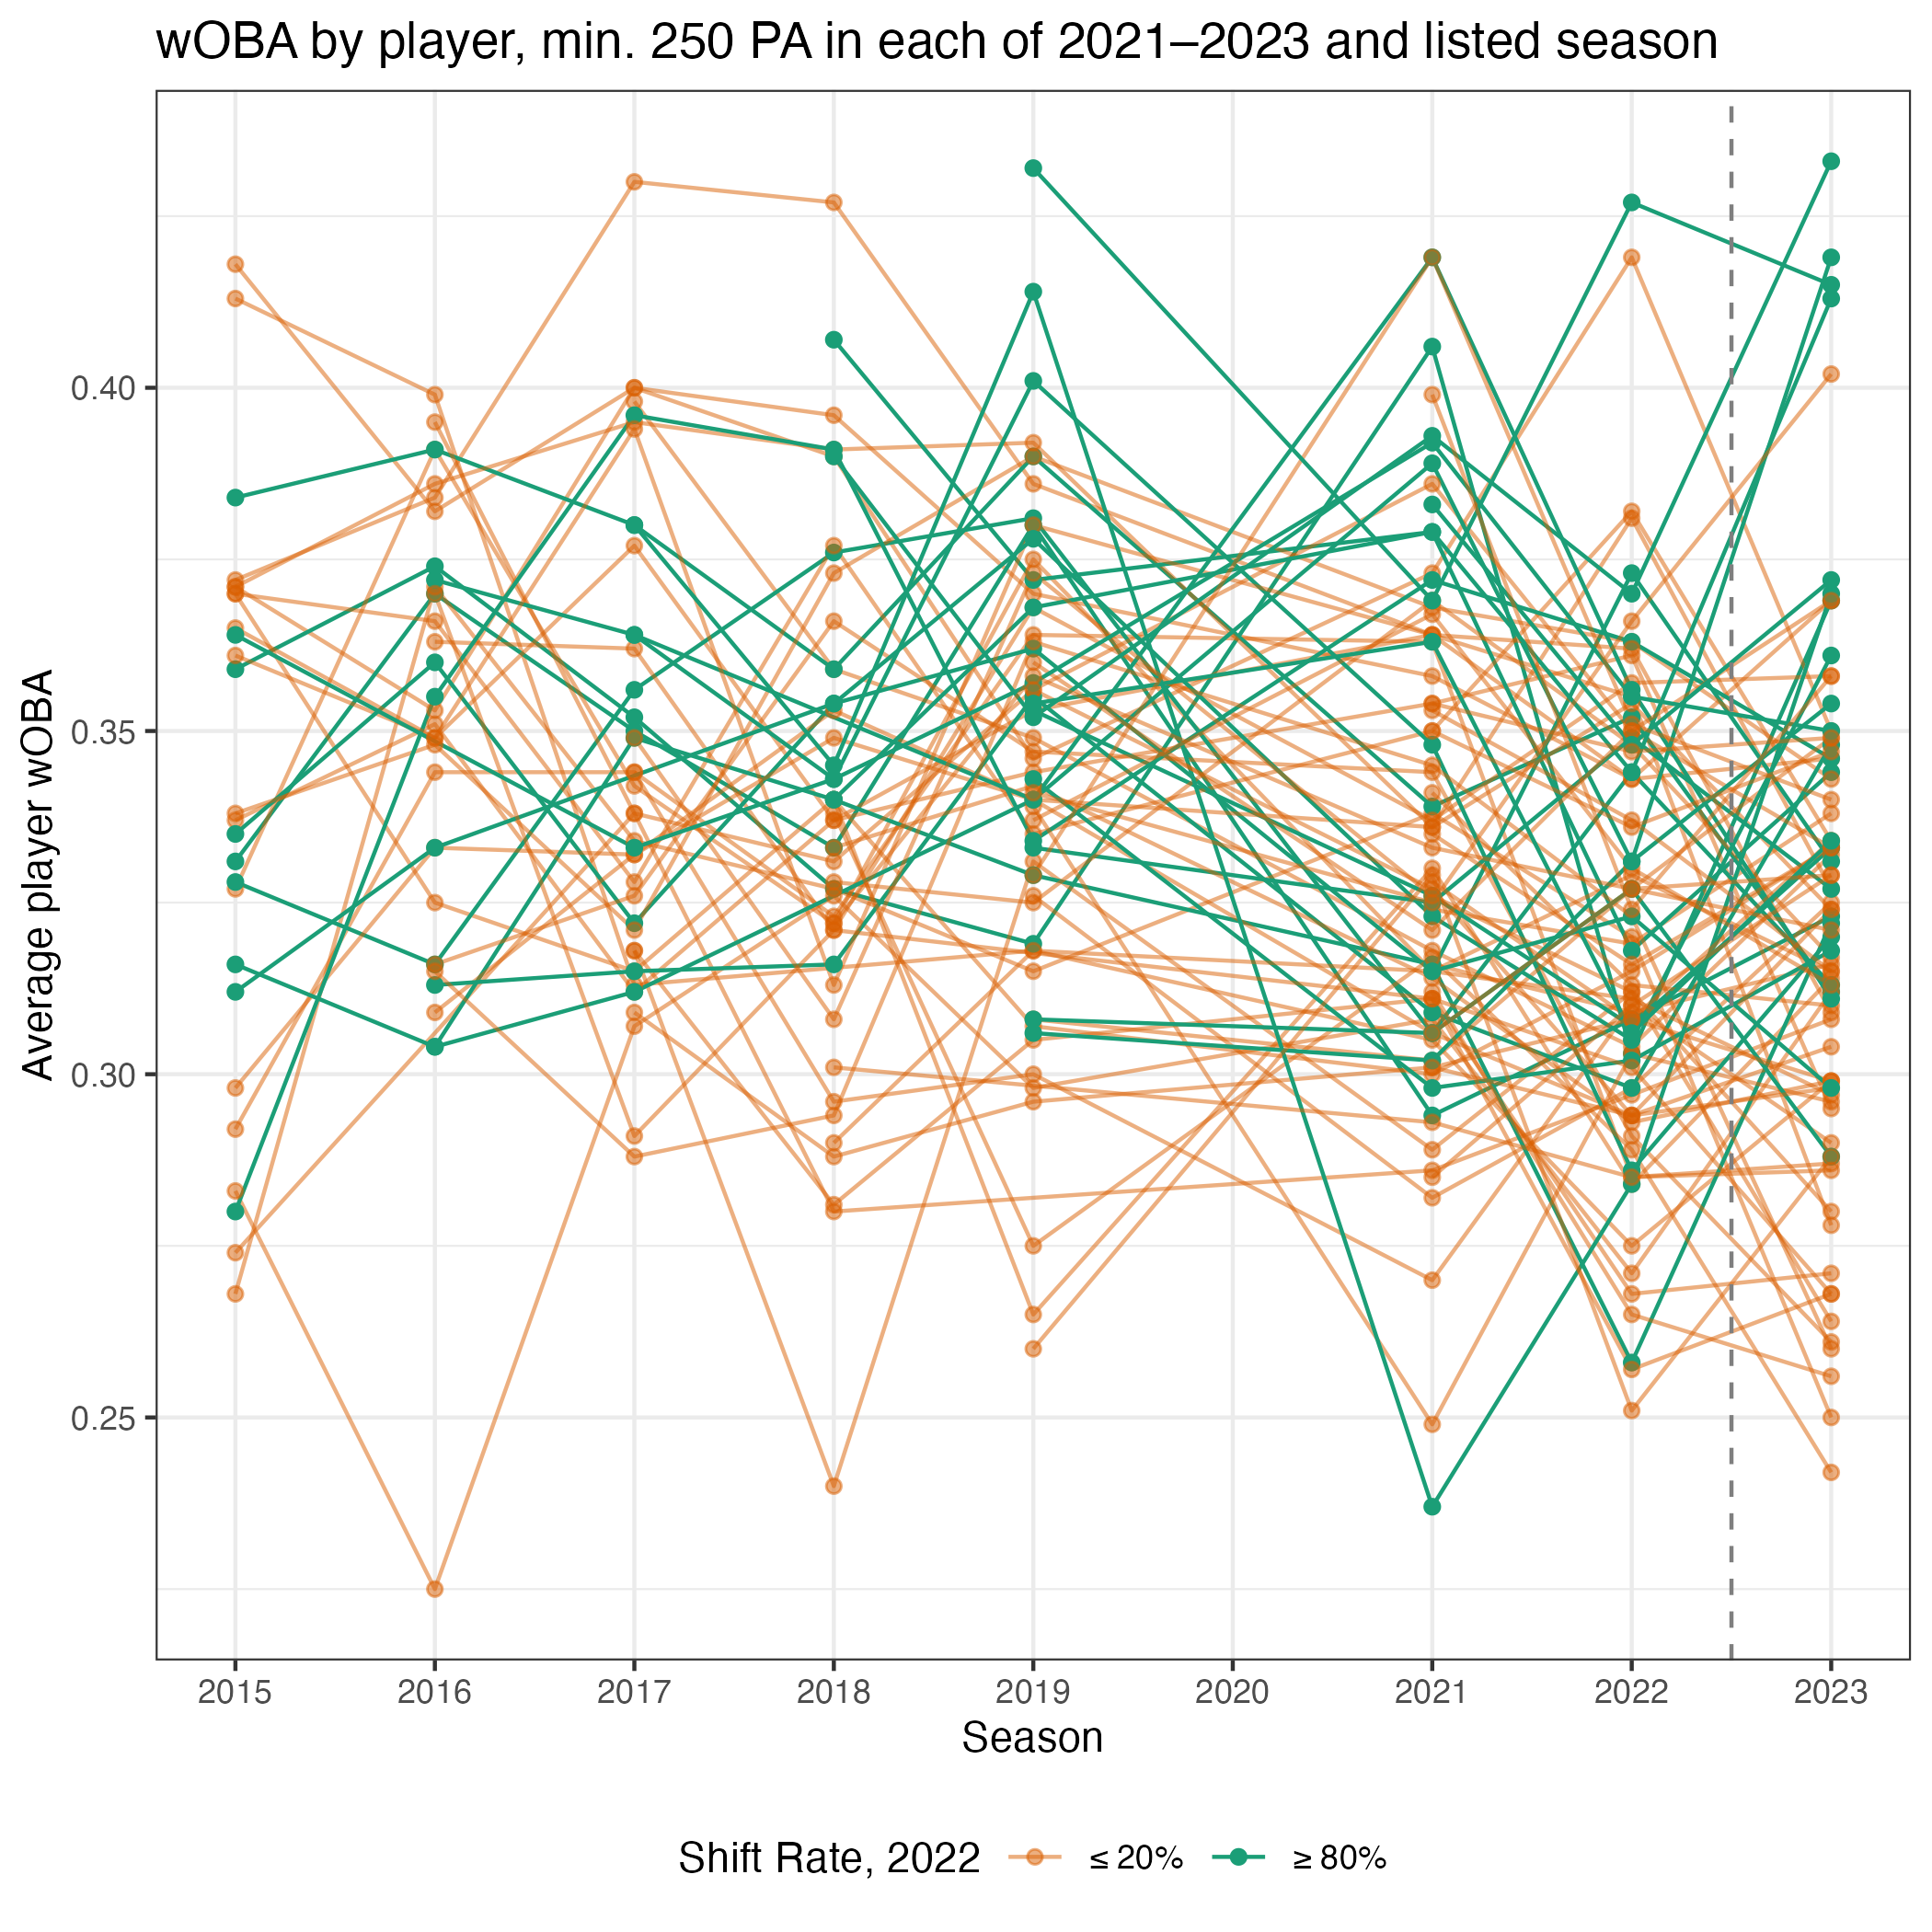 wOBA by player, min. 250 PA in each of 2021–2023 and listed season
Average player wOBA
0.40
0.35
0.30
0.25
2015 2016 2017 2018 2019 2020 2021 2022 2023
Season
Shift Rate, 2022 ≤ 20% ≥ 80%